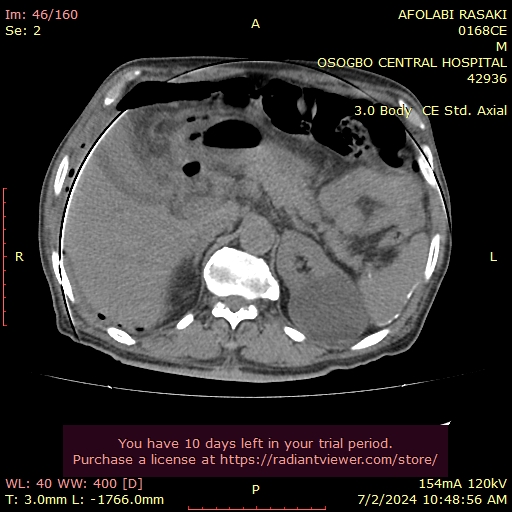 Im: 46/160
Se: 2
A
AFOLABI RASAKI
0168CE
M
OSOGBO CENTRAL HOSPITAL
42936
3.0 Body CE Std. Axial
R
L
You have 10 days left in your trial period.
Purchase a license at https://radiantviewer.com/store/
WL: 40 WW: 400 [D]
T: 3.0mm L: -1766.0mm
P
154mA 120kV
7/2/2024 10:48:56 AM